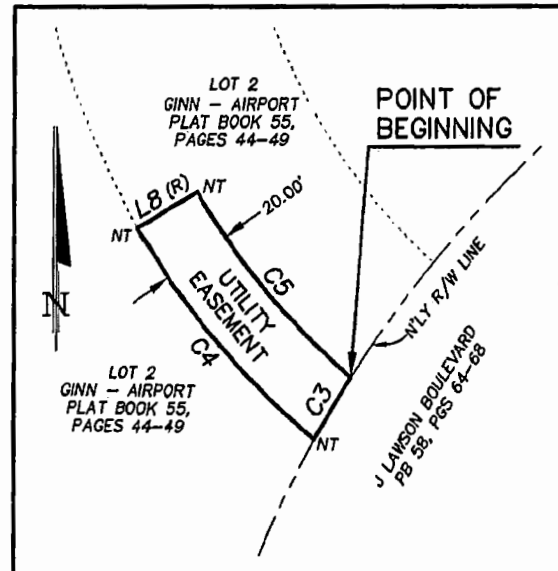 LOT 2
GINN – AIRPORT
PLAT BOOK 55,
PAGES 44–49
POINT OF
BEGINNING
L8 (R)
NT
NT
20.00'
N
UTILITY
EASEMENT
C5
C4
N'LY R/W LINE
LOT 2
GINN – AIRPORT
PLAT BOOK 55,
PAGES 44–49
C3
NT
J LAWSON BOULEVARD
PB 58, PGS 64–68